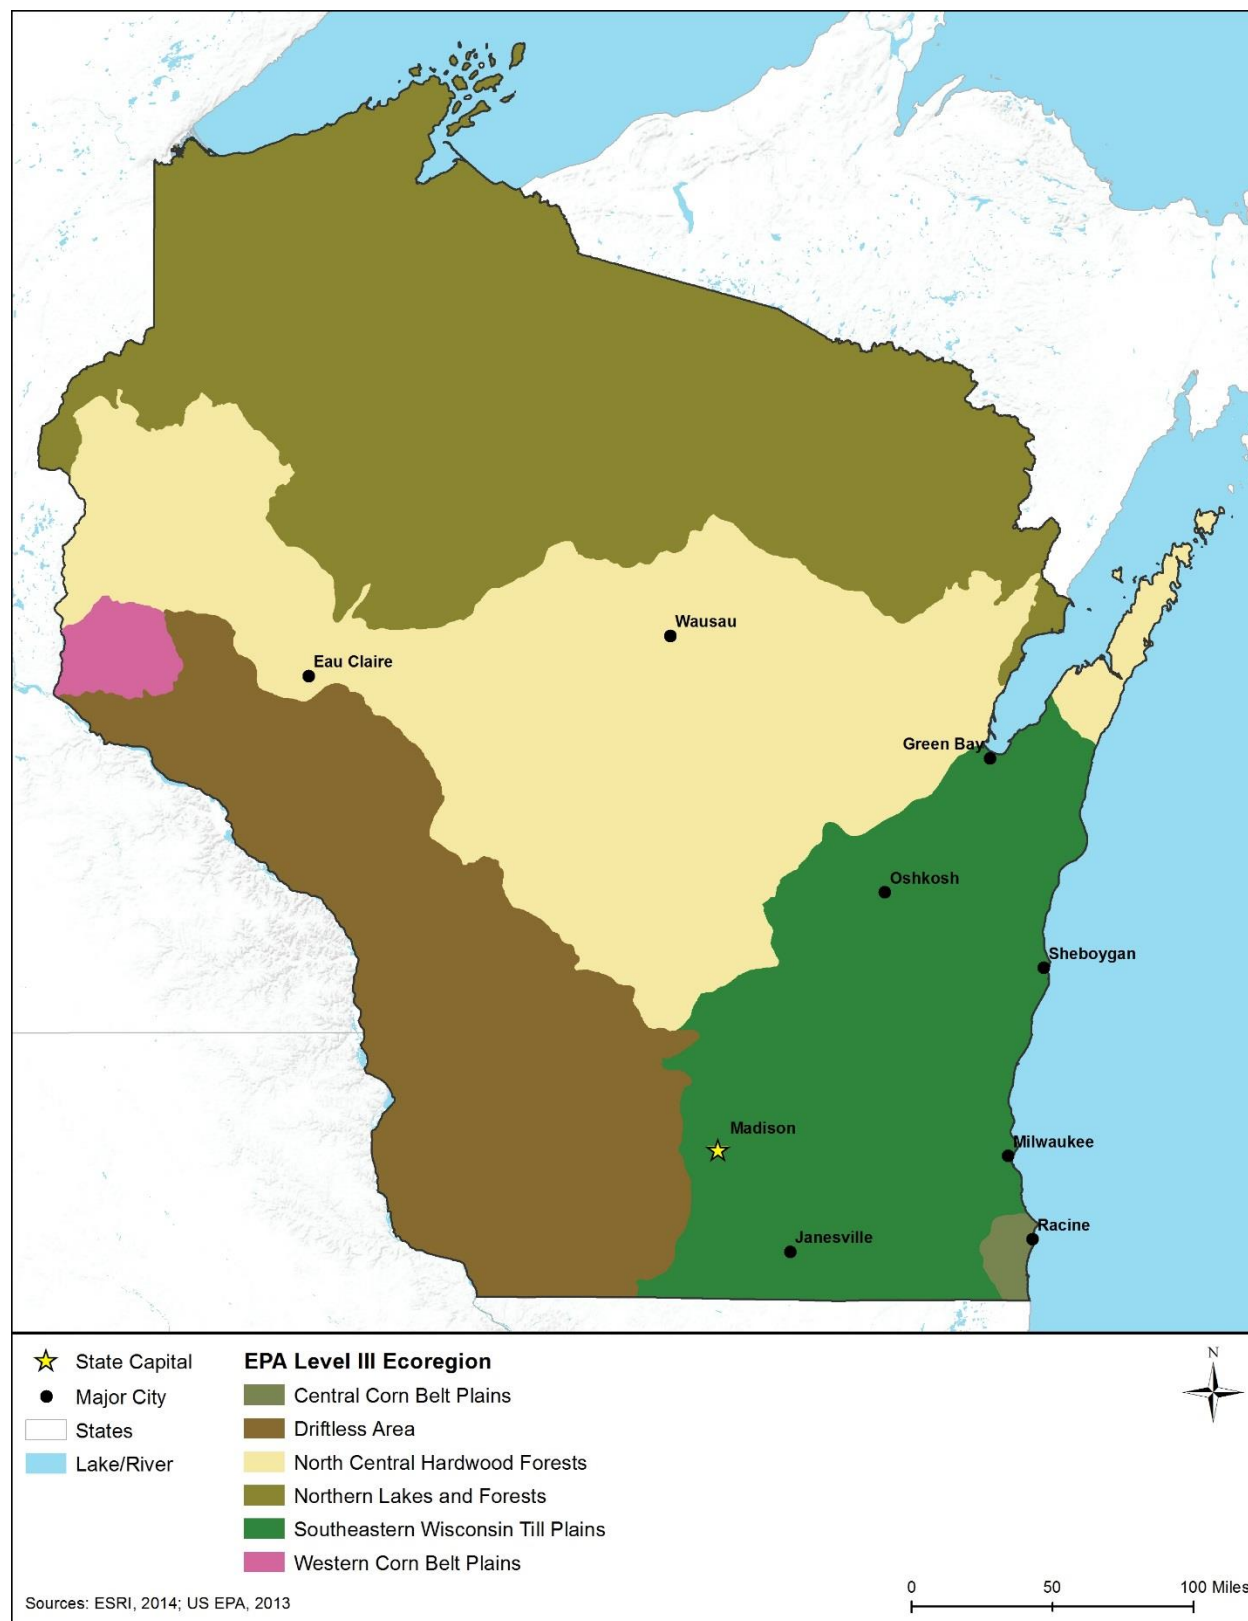 Wausau
Eau Claire
Green Bay
Oshkosh
Sheboygan
Madison
Milwaukee
Racine
Janesville
State Capital
Major City
States
Lake/River
EPA Level III Ecoregion
Central Corn Belt Plains
Driftless Area
North Central Hardwood Forests
Northern Lakes and Forests
Southeastern Wisconsin Till Plains
Western Corn Belt Plains
N
0 50 100 Miles
Sources: ESRI, 2014; US EPA, 2013